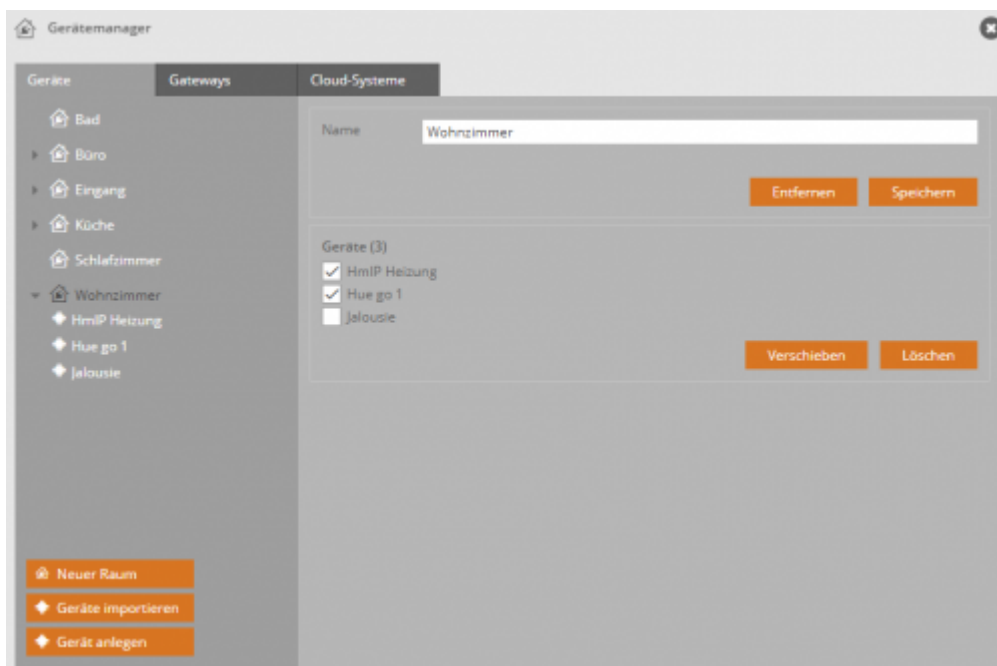 Gerätemanager
Geräte Gateways Cloud-Systeme
Bad
Büro
Eingang
Küche
Schlafzimmer
Wohnzimmer
HmIP Heizung
Hue go 1
Jalousie
Neuer Raum
Geräte importieren
Gerät anlegen
Name Wohnzimmer
Entfernen Speichern
Geräte (3)
HmIP Heizung
Hue go 1
Jalousie
Verschieben Löschen